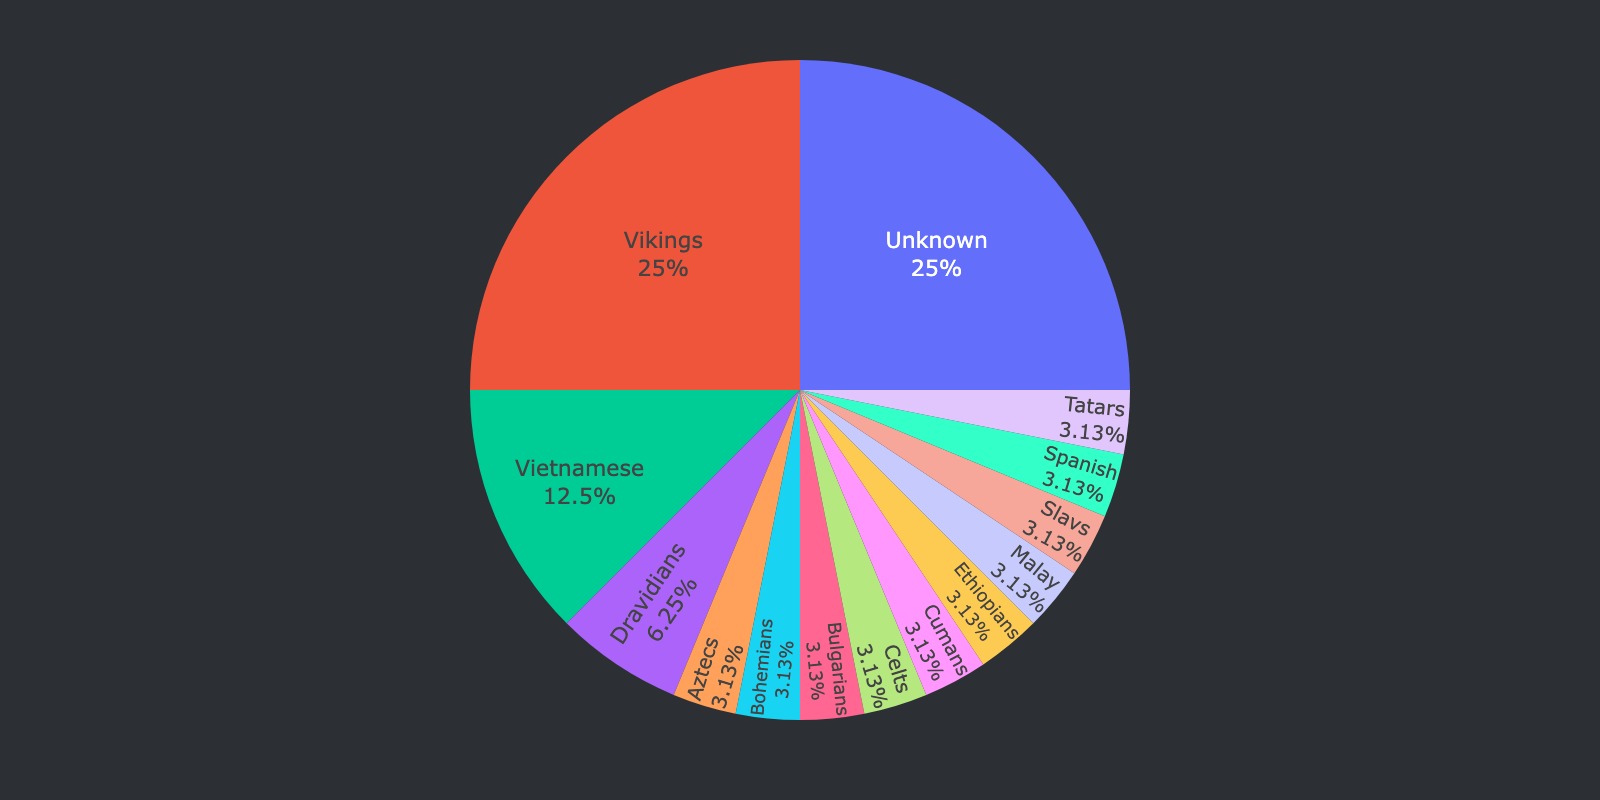 Vikings
25%
Unknown
25%
Vietnamese
12.5%
Dravidians
6.25%
Aztecs
3.13%
Bohemians
3.13%
Bulgarians
3.13%
Celts
3.13%
Cumans
3.13%
Ethiopians
3.13%
Malay
3.13%
Slavs
3.13%
Spanish
3.13%
Tatars
3.13%